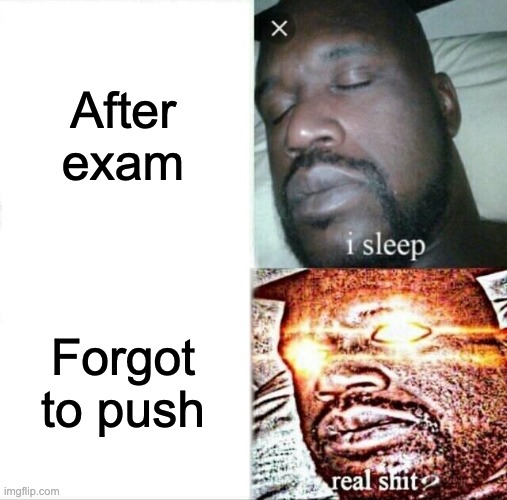 After
exam
i sleep
Forgot
to push
real shit?
imgflip.com